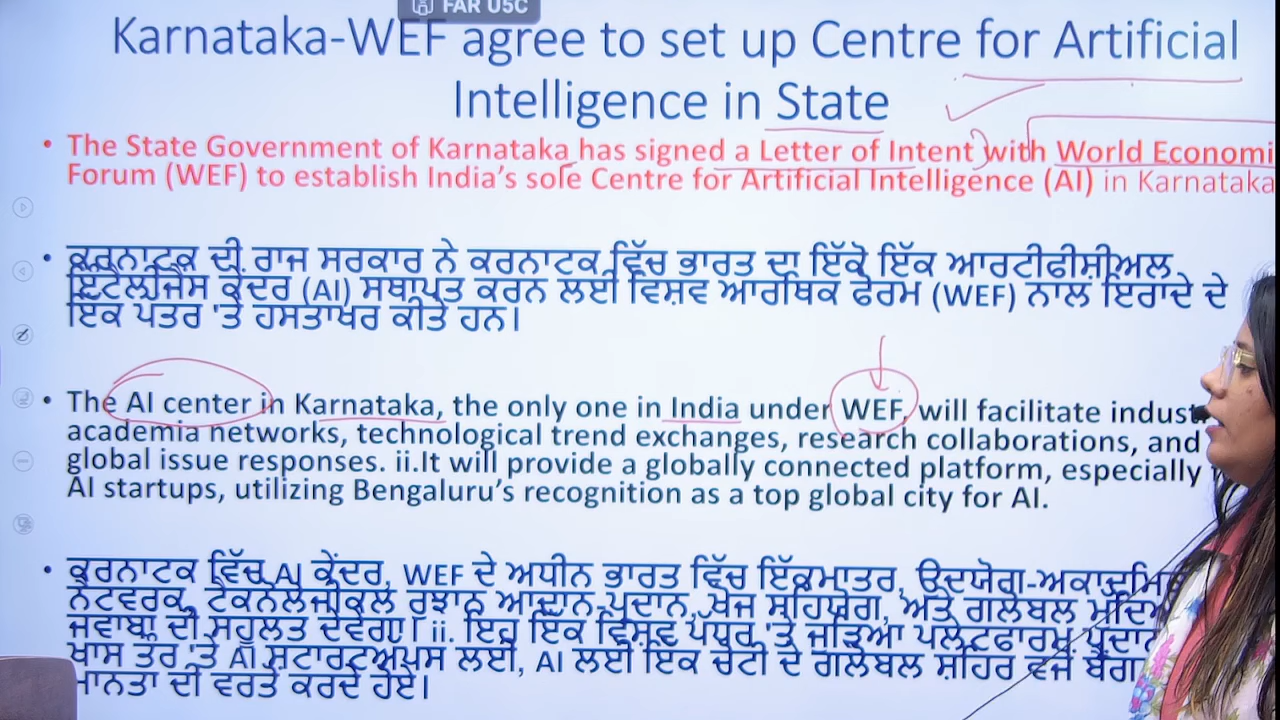 FAR U5C
Karnataka-WEF agree to set up Centre for Artificial
Intelligence in State
• The State Government of Karnataka has signed a Letter of Intent with World Economi
Forum (WEF) to establish India's sole Centre for Artificial Intelligence (AI) in Karnataka
• ਕਰਨਾਟਕ ਦੀ ਰਾਜ ਸਰਕਾਰ ਨੇ ਕਰਨਾਟਕ ਵਿੱਚ ਭਾਰਤ ਦਾ ਇੱਕੋ ਇੱਕ ਆਰਟੀਫੀਸ਼ੀਅਲ
ਇੰਟੈਲੀਜੈਂਸ ਕੇਂਦਰ (AI) ਸਥਾਪਤ ਕਰਨ ਲਈ ਵਿਸ਼ਵ ਆਰਥਿਕ ਫੋਰਮ (WEF) ਨਾਲ ਇਰਾਦੇ ਦੇ
ਇੱਕ ਪੱਤਰ 'ਤੇ ਹਸਤਾਖਰ ਕੀਤੇ ਹਨ।
• The AI center in Karnataka, the only one in India under WEF, will facilitate indust
academia networks, technological trend exchanges, research collaborations, and
global issue responses. ii.It will provide a globally connected platform, especially
AI startups, utilizing Bengaluru's recognition as a top global city for AI.
• ਕਰਨਾਟਕ ਵਿੱਚ AI ਕੇਂਦਰ, WEF ਦੇ ਅਧੀਨ ਭਾਰਤ ਵਿੱਚ ਇੱਕਮਾਤਰ, ਉਦਯੋਗ-ਅਕਾਦਮਿ
ਨੈਟਵਰਕ, ਟੈਕਨੋਲੋਜੀਕਲ ਰੁਝਾਨ ਆਦਾਨ-ਪ੍ਰਦਾਨ, ਖੋਜ ਸਹਿਯੋਗ, ਅਤੇ ਗਲੋਬਲ ਮੁੱਦਿਆਂ
ਜਵਾਬਾਂ ਦੀ ਸਹੂਲਤ ਦੇਵੇਗਾ। ii. ਇਹ ਇੱਕ ਵਿਸ਼ਵ ਪੱਧਰ 'ਤੇ ਜੁੜਿਆ ਪਲੇਟਫਾਰਮ ਪ੍ਰਦਾਨ
ਖਾਸ ਤੌਰ 'ਤੇ AI ਸਟਾਰਟਅੱਪਸ ਲਈ, AI ਲਈ ਇੱਕ ਚੋਟੀ ਦੇ ਗਲੋਬਲ ਸ਼ਹਿਰ ਵਜੋਂ ਬੈਂਗ
ਮਾਨਤਾ ਦੀ ਵਰਤੋਂ ਕਰਦੇ ਹੋਏ।